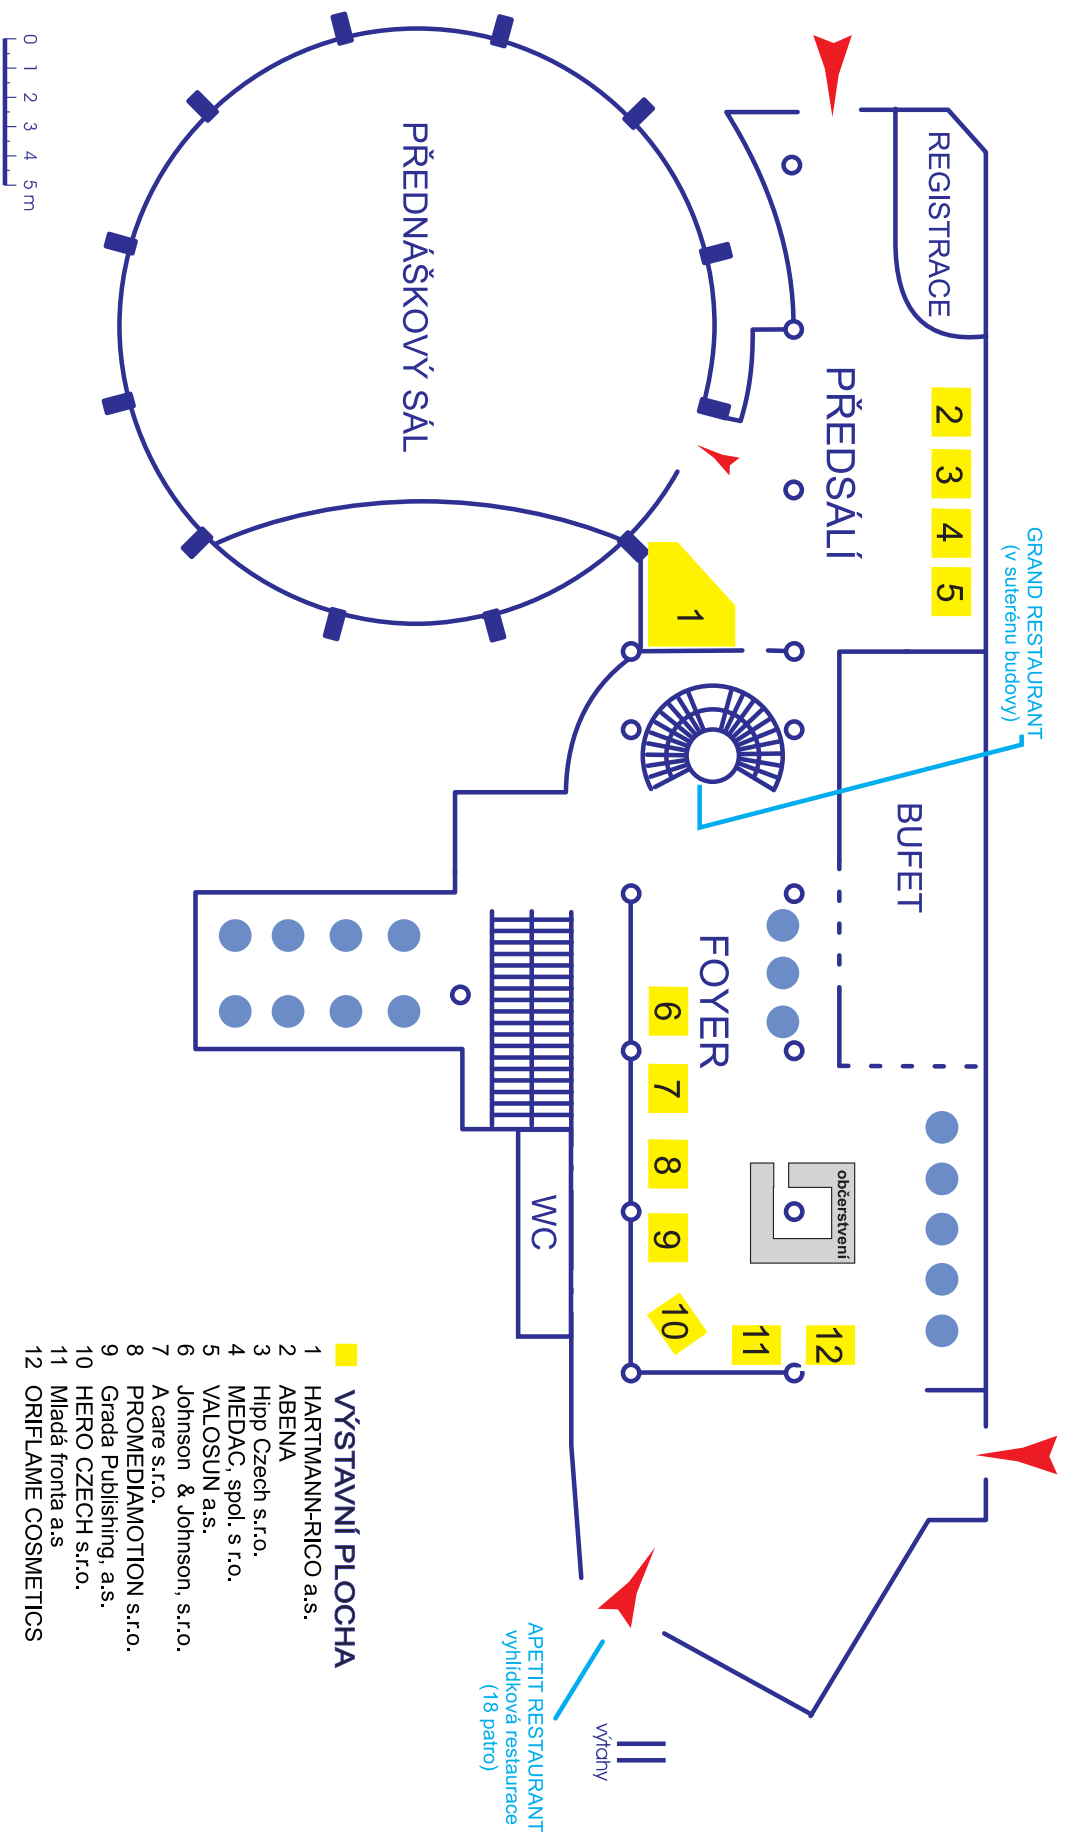 GRAND RESTAURANT
(v suterénu budovy)
REGISTRACE
2
3
4
5
BUFET
PŘEDSÁLÍ
občerstvení
12
11
FOYER
1
6
7
8
9
10
PŘEDNÁŠKOVÝ SÁL
WC
výtahy
APETIT RESTAURANT
vyhlídková restaurace
(18 patro)
VÝSTAVNÍ PLOCHA
1 HARTMANN-RICO a.s.
2 ABENA
3 Hipp Czech s.r.o.
4 MEDAC, spol. s r.o.
5 VALOSUN a.s.
6 Johnson & Johnson, s.r.o.
7 A care s.r.o.
8 PROMEDIAMOTION s.r.o.
9 Grada Publishing, a.s.
10 HERO CZECH s.r.o.
11 Mladá fronta a.s
12 ORIFLAME COSMETICS
0 1 2 3 4 5 m